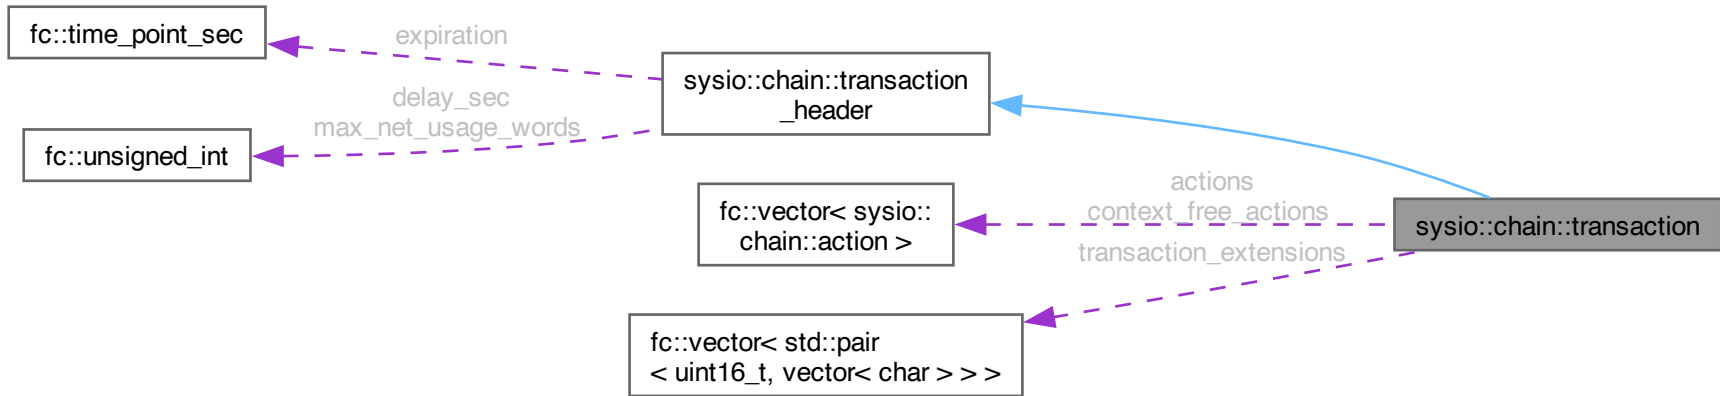 fc::time_point_sec
expiration
sysio::chain::transaction
_header
delay_sec
max_net_usage_words
fc::unsigned_int
fc::vector< sysio::
chain::action >
actions
context_free_actions
sysio::chain::transaction
transaction_extensions
fc::vector< std::pair
< uint16_t, vector< char > > >